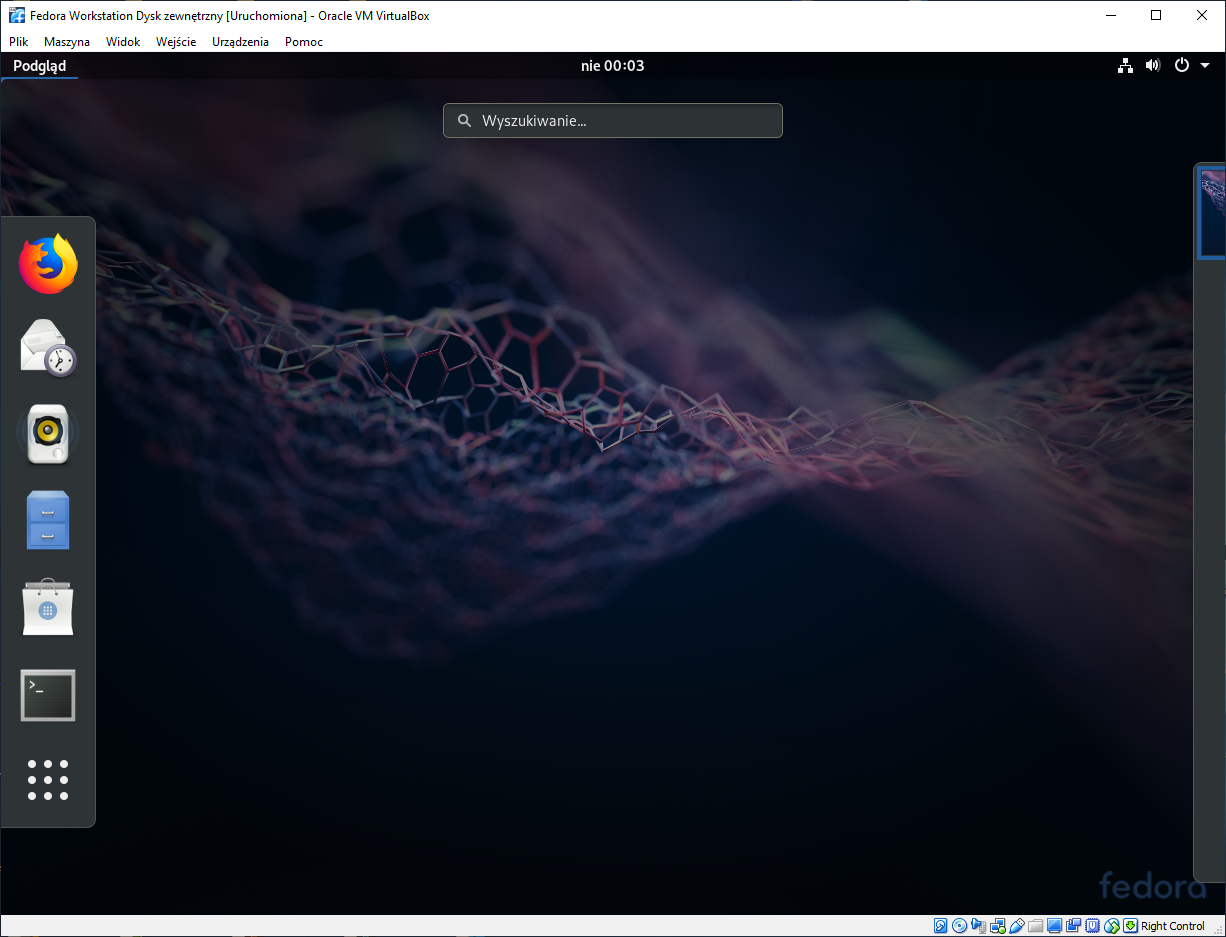 Fedora Workstation Dysk zewnętrzny [Uruchomiona] - Oracle VM VirtualBox
Plik Maszyna Widok Wejście Urządzenia Pomoc
Podgląd nie 00:03
Wyszukiwanie...
>_
fedora
Right Control